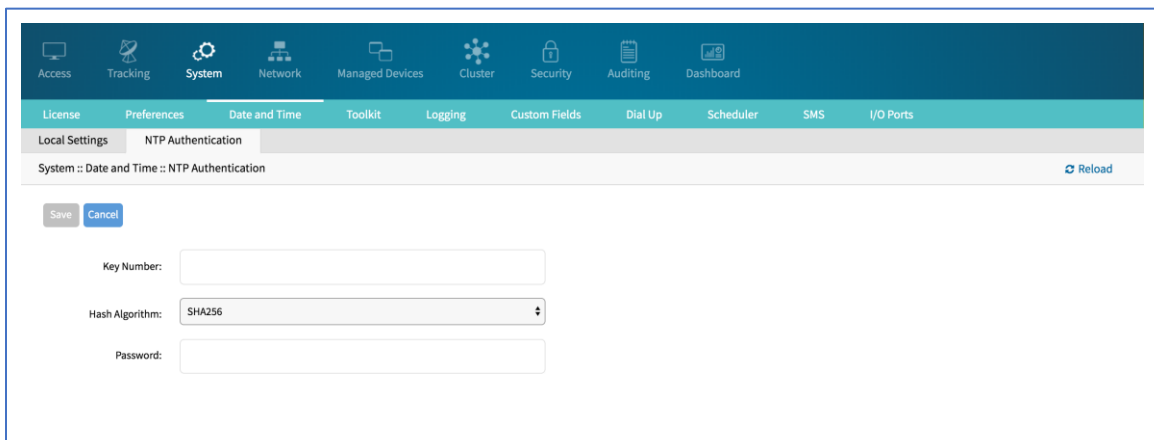 Access Tracking System Network Managed Devices Cluster Security Auditing Dashboard
License Preferences Date and Time Toolkit Logging Custom Fields Dial Up Scheduler SMS I/O Ports
Local Settings NTP Authentication
System :: Date and Time :: NTP Authentication Reload
Save Cancel
Key Number:
Hash Algorithm: SHA256
Password: